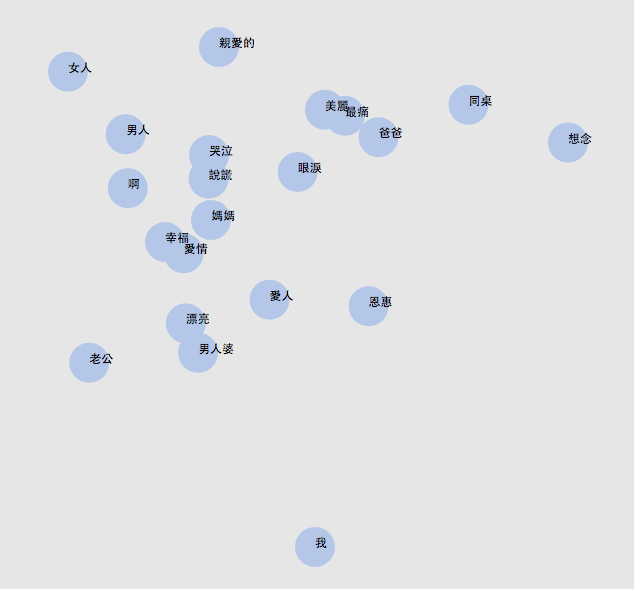 親愛的
女人
美麗
最痛
同桌
男人
爸爸
想念
哭泣
眼淚
說謊
啊
媽媽
幸福
愛情
愛人
恩惠
漂亮
男人婆
老公
我